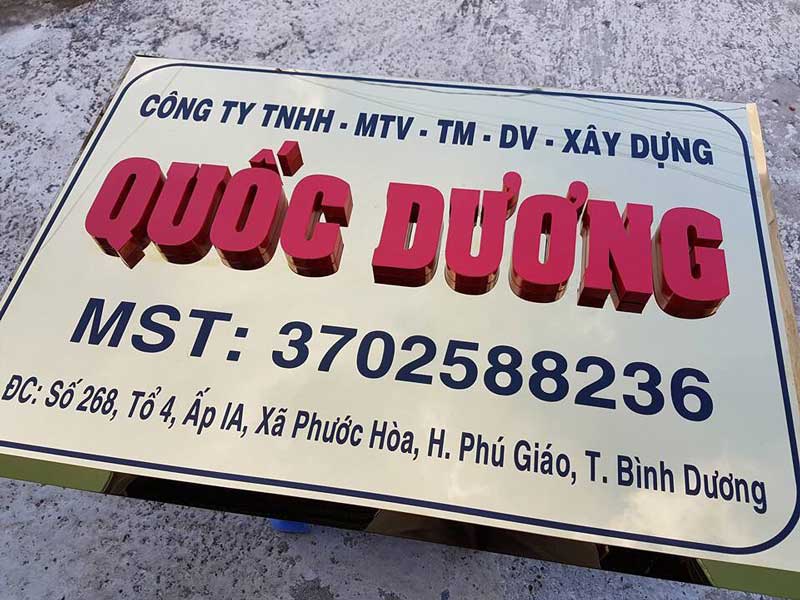 CÔNG TY TNHH - MTV - TM - DV - XÂY DỰNG
QUỐC DƯƠNG
MST: 3702588236
ĐC: Số 268, Tổ 4, Ấp IA, Xã Phước Hòa, H. Phú Giáo, T. Bình Dương